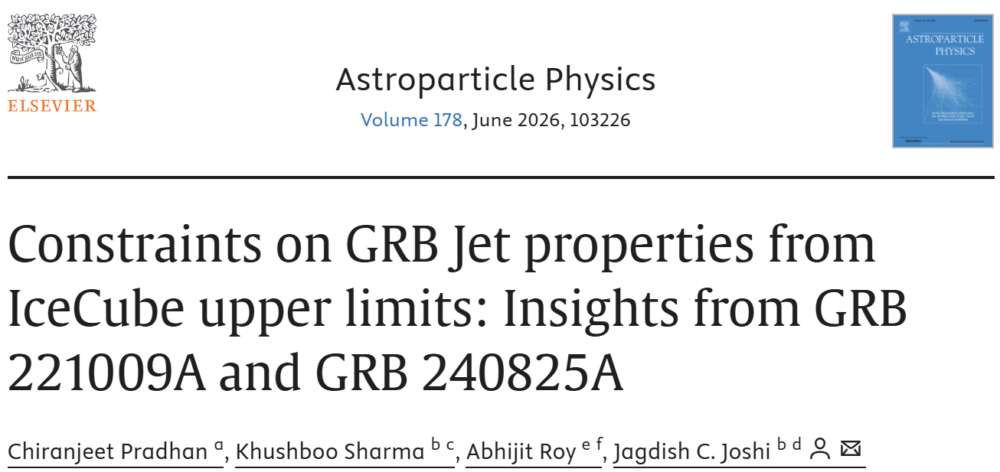 NON SOLUS
ELSEVIER
Astroparticle Physics
Volume 178, June 2026, 103226
ASTROPARTICLE
PHYSICS
Constraints on GRB Jet properties from
IceCube upper limits: Insights from GRB
221009A and GRB 240825A
Chiranjeet Pradhan a, Khushboo Sharma b c, Abhijit Roy e f, Jagdish C. Joshi b d